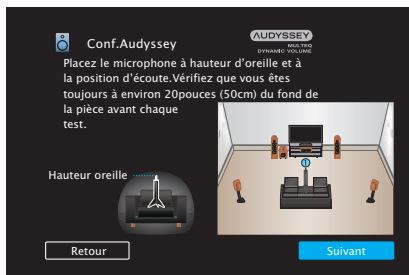 Conf.Audyssey
AUDYSSEY
MULTEQ
DYNAMIC VOLUME
Placez le microphone à hauteur d'oreille et à
la position d'écoute.Vérifiez que vous êtes
toujours à environ 20pouces (50cm) du fond de
la pièce avant chaque
test.
Hauteur oreille
1
Retour
Suivant